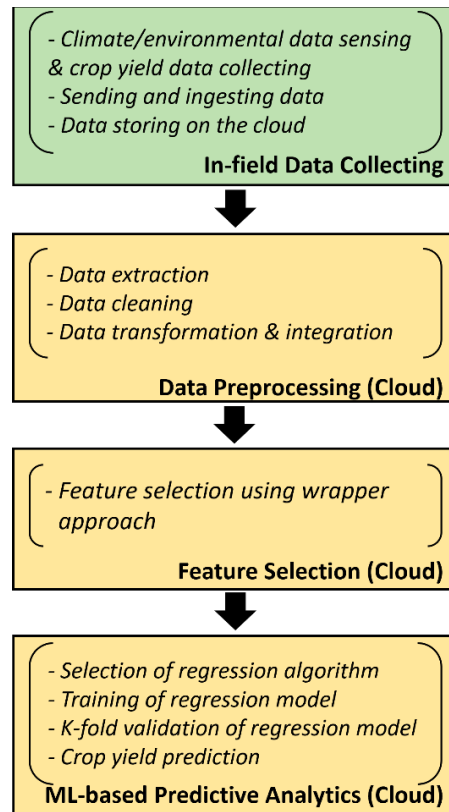 - Climate/environmental data sensing
& crop yield data collecting
- Sending and ingesting data
- Data storing on the cloud
In-field Data Collecting
- Data extraction
- Data cleaning
- Data transformation & integration
Data Preprocessing (Cloud)
- Feature selection using wrapper
approach
Feature Selection (Cloud)
- Selection of regression algorithm
- Training of regression model
- K-fold validation of regression model
- Crop yield prediction
ML-based Predictive Analytics (Cloud)